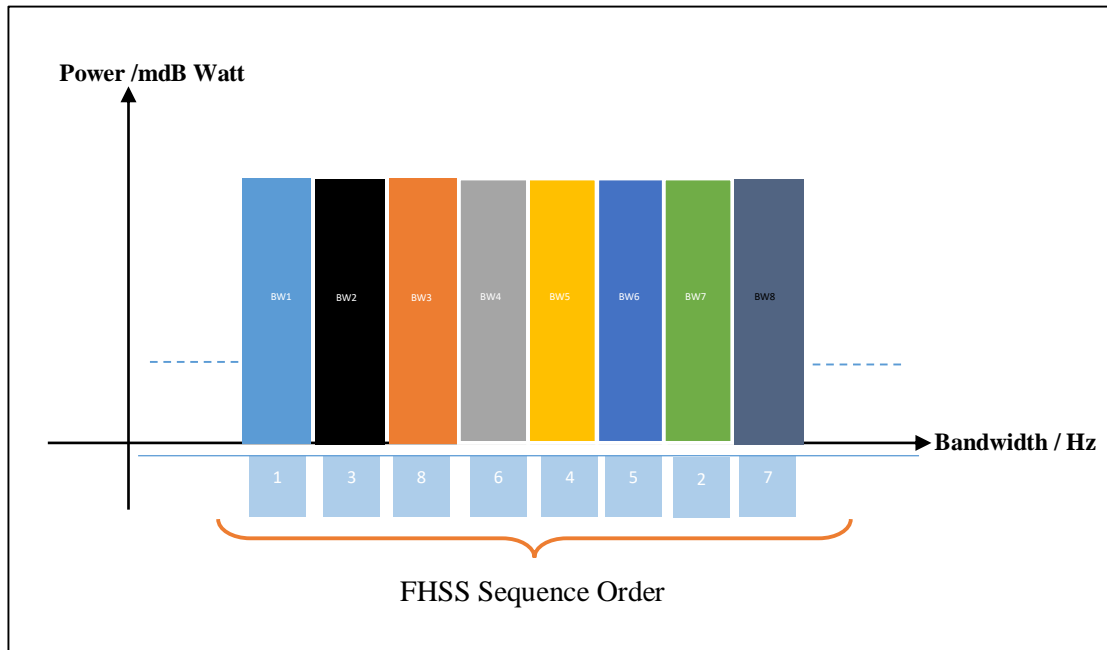 Power /mdB Watt
BW1 BW2 BW3 BW4 BW5 BW6 BW7 BW8
Bandwidth / Hz
1 3 8 6 4 5 2 7
FHSS Sequence Order